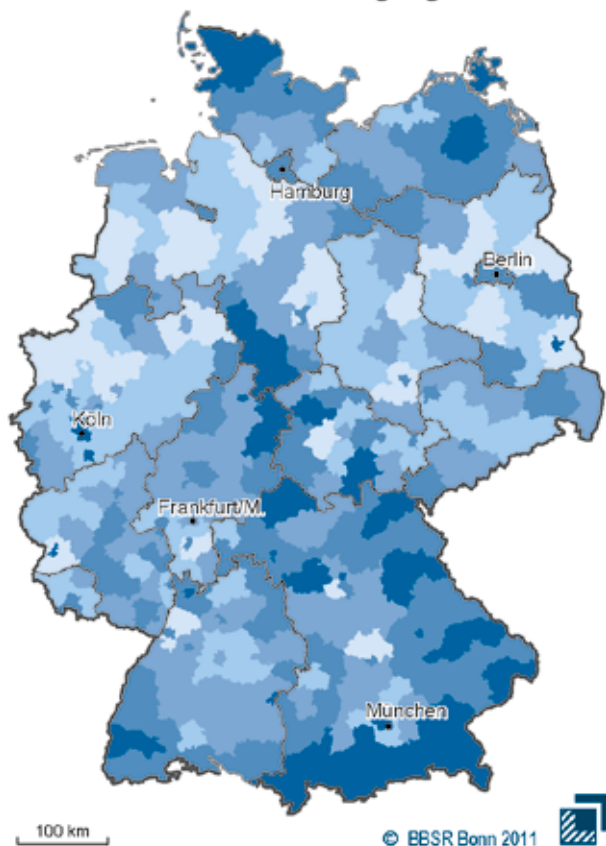 Hamburg
Berlin
Köln
Frankfurt/M.
München
100 km
© BBSR Bonn 2011